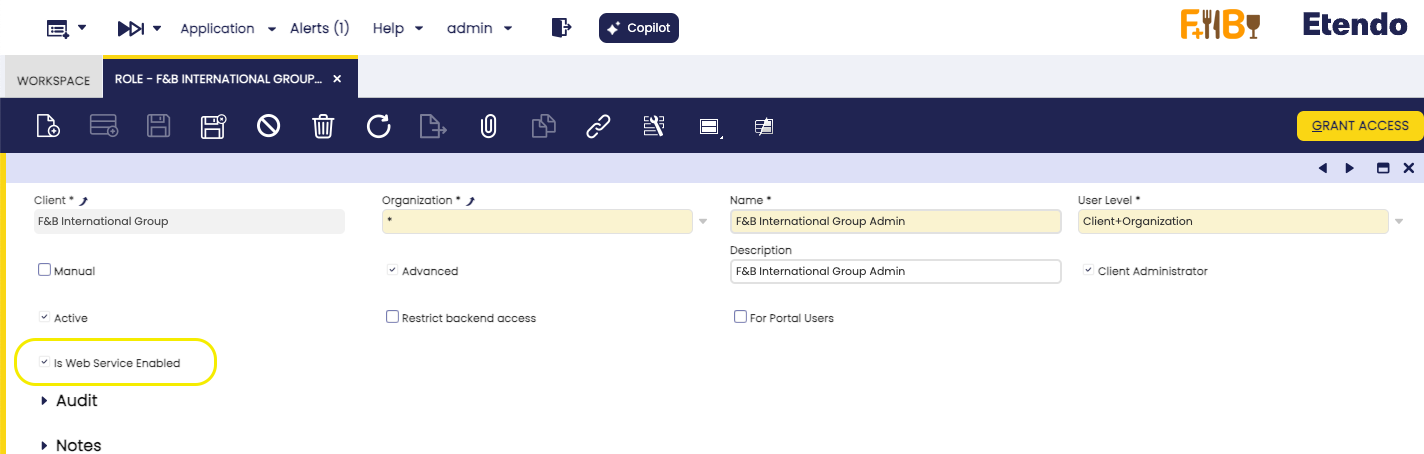 Application Alerts (1) Help admin Copilot F&B Etendo
WORKSPACE ROLE - F&B INTERNATIONAL GROUP... ×
GRANT ACCESS
Client * Organization * Name * User Level *
F&B International Group * F&B International Group Admin Client+Organization
Description
Manual Advanced F&B International Group Admin Client Administrator
Active Restrict backend access For Portal Users
Is Web Service Enabled
Audit
Notes